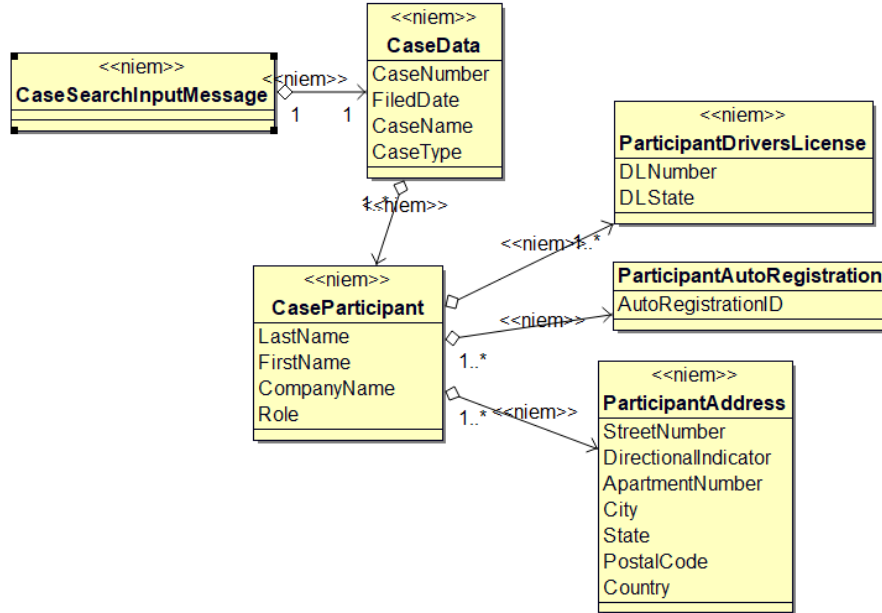 <<niem>>
CaseData
CaseNumber
FiledDate
CaseName
CaseType
<<niem>>
CaseSearchInputMessage
<<niem>>
1
1
1..*
<<niem>>
<<niem>>
ParticipantDriversLicense
DLNumber
DLState
<<niem>>
1..*
<<niem>>
CaseParticipant
LastName
FirstName
CompanyName
Role
ParticipantAutoRegistration
AutoRegistrationID
<<niem>>
1..*
1..*
<<niem>>
<<niem>>
ParticipantAddress
StreetNumber
DirectionalIndicator
ApartmentNumber
City
State
PostalCode
Country